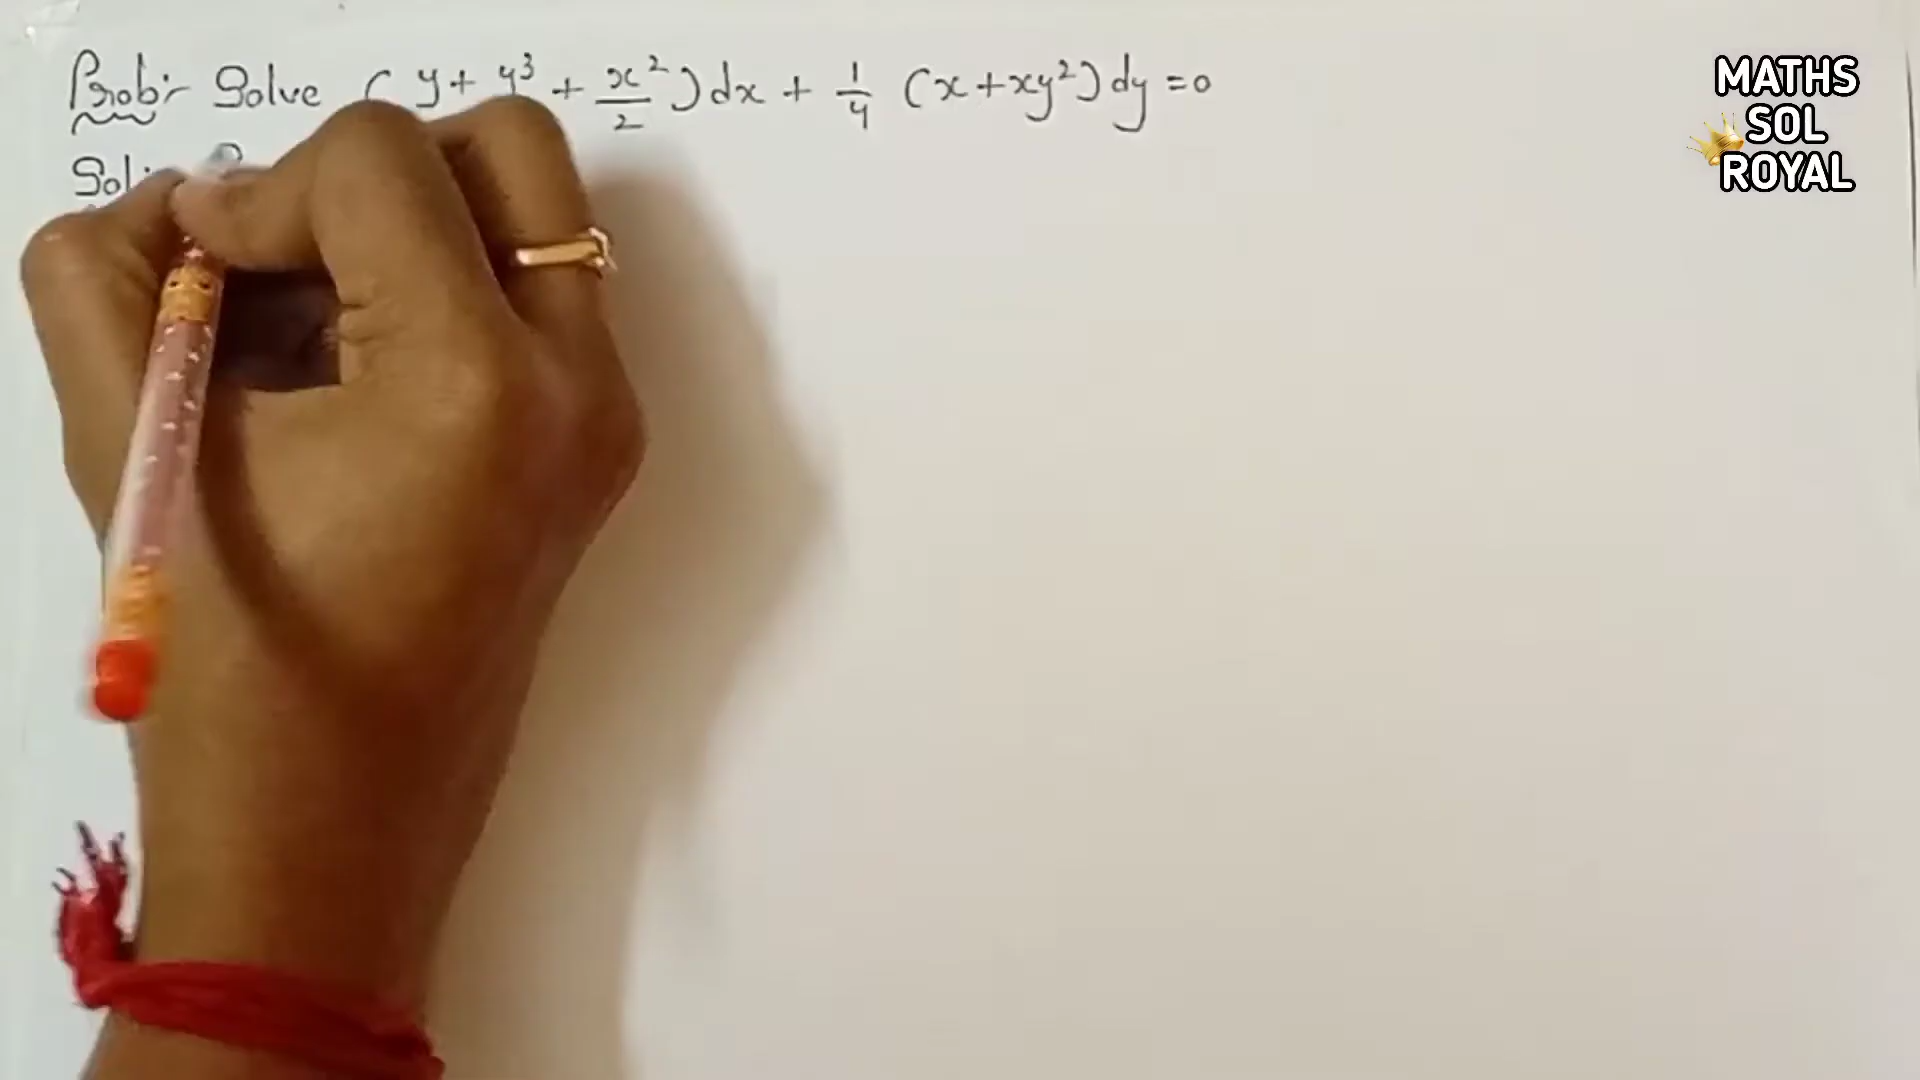 Prob:- Solve ( y + y³ + x²/2 ) dx + 1/4 (x + xy²) dy = 0
Sol:
MATHS
SOL
ROYAL